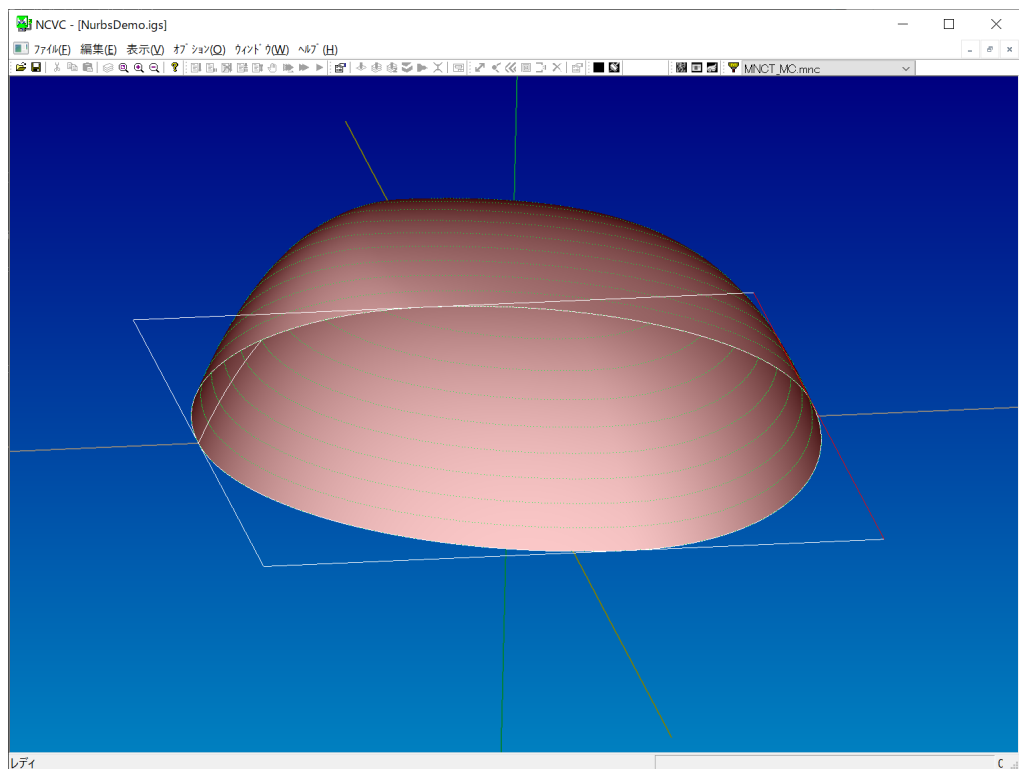 NCVC - [NurbsDemo.igs]
ﾌｧｲﾙ(F) 編集(E) 表示(V) ｵﾌﾟｼｮﾝ(O) ｳｨﾝﾄﾞｳ(W) ﾍﾙﾌﾟ(H)
MNCT_MC.mnc
レディ